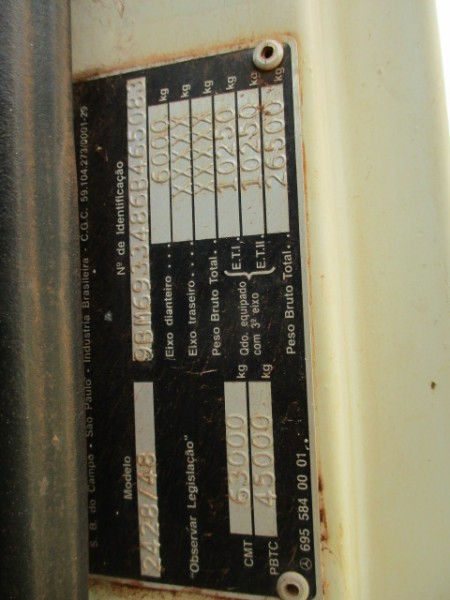 S. B. do Campo • São Paulo • Indústria Brasileira • C.G.C. 59.104.273/0001-29
Modelo Nº de Identificação
2428/48 9BM6933486B465083
Eixo dianteiro... 6000 kg
"Observar Legislação" Eixo traseiro... XXXXX kg
Peso Bruto Total.. XXXXX kg
CMT 63000 kg Qdo. equipado com 3º eixo { E.T.I. 10250 kg
PBTC 45000 kg E.T.II. 10250 kg
Peso Bruto Total.. 26500 kg
695 584 00 01